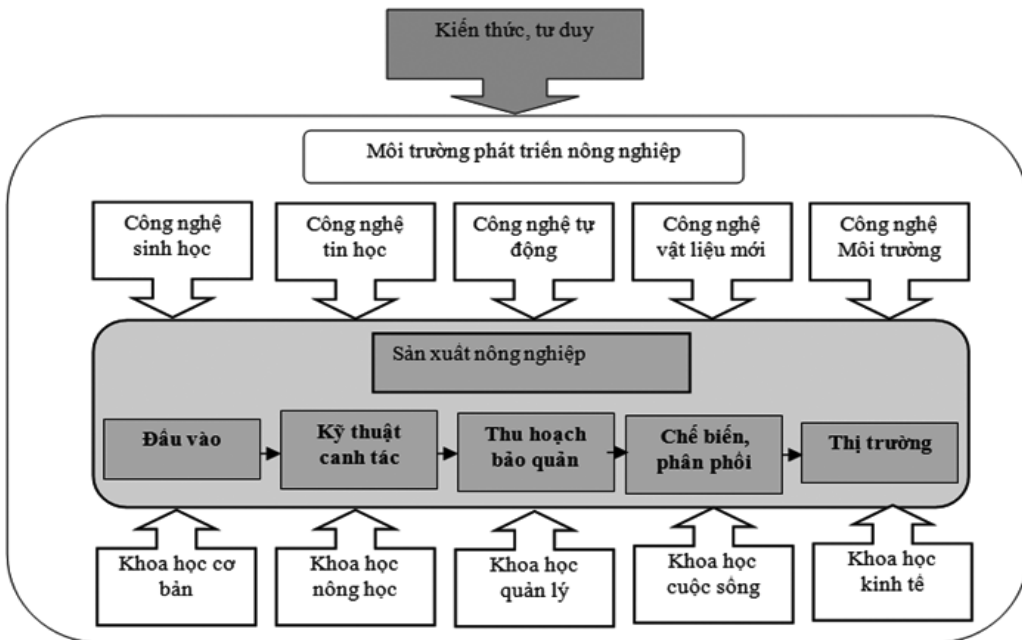 Kiến thức, tư duy
Môi trường phát triển nông nghiệp
Công nghệ
sinh học
Công nghệ
tin học
Công nghệ tự
động
Công nghệ
vật liệu mới
Công nghệ
Môi trường
Sản xuất nông nghiệp
Đầu vào
Kỹ thuật
canh tác
Thu hoạch
bảo quản
Chế biến,
phân phối
Thị trường
Khoa học cơ
bản
Khoa học
nông học
Khoa học
quản lý
Khoa học
cuộc sống
Khoa học
kinh tế